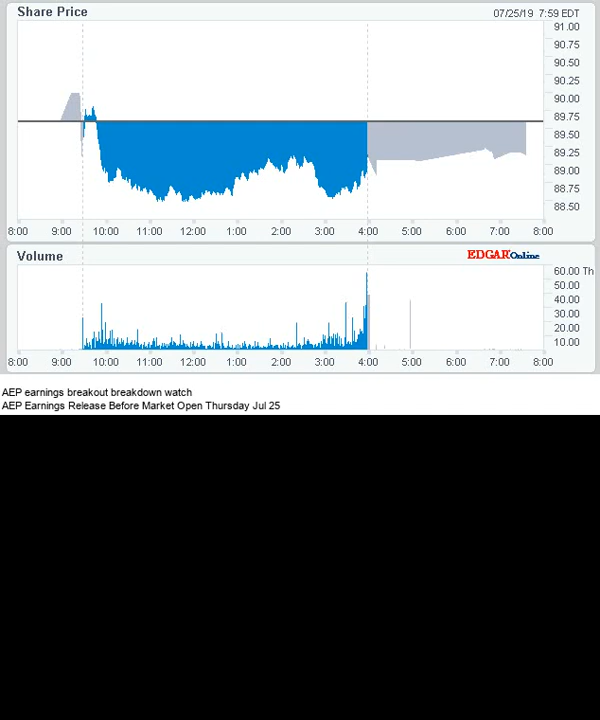 Share Price
07/25/19 7:59 EDT
91.00
90.75
90.50
90.25
90.00
89.75
89.50
89.25
89.00
88.75
88.50
8:00 9:00 10:00 11:00 12:00 1:00 2:00 3:00 4:00 5:00 6:00 7:00 8:00
Volume
EDGAROnline
60.00 Th
50.00
40.00
30.00
20.00
10.00
8:00 9:00 10:00 11:00 12:00 1:00 2:00 3:00 4:00 5:00 6:00 7:00 8:00
AEP earnings breakout breakdown watch
AEP Earnings Release Before Market Open Thursday Jul 25